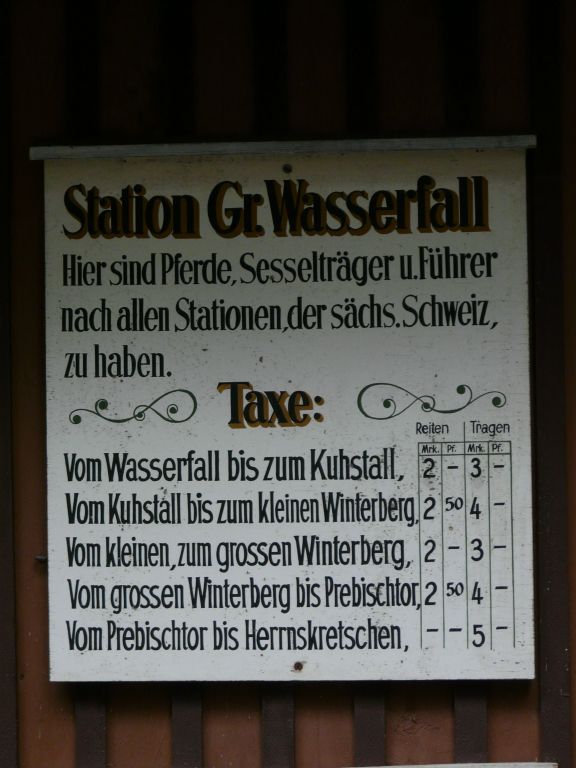 Station Gr. Wasserfall
Hier sind Pferde, Sesselträger u. Führer
nach allen Stationen, der sächs. Schweiz,
zu haben.
Taxe:
Reiten Tragen
Mrk. Pf. Mrk. Pf.
Vom Wasserfall bis zum Kuhstall, 2 – 3 –
Vom Kuhstall bis zum kleinen Winterberg, 2 50 4 –
Vom kleinen, zum grossen Winterberg, 2 – 3 –
Vom grossen Winterberg bis Prebischtor, 2 50 4 –
Vom Prebischtor bis Herrnskretschen, – – 5 –